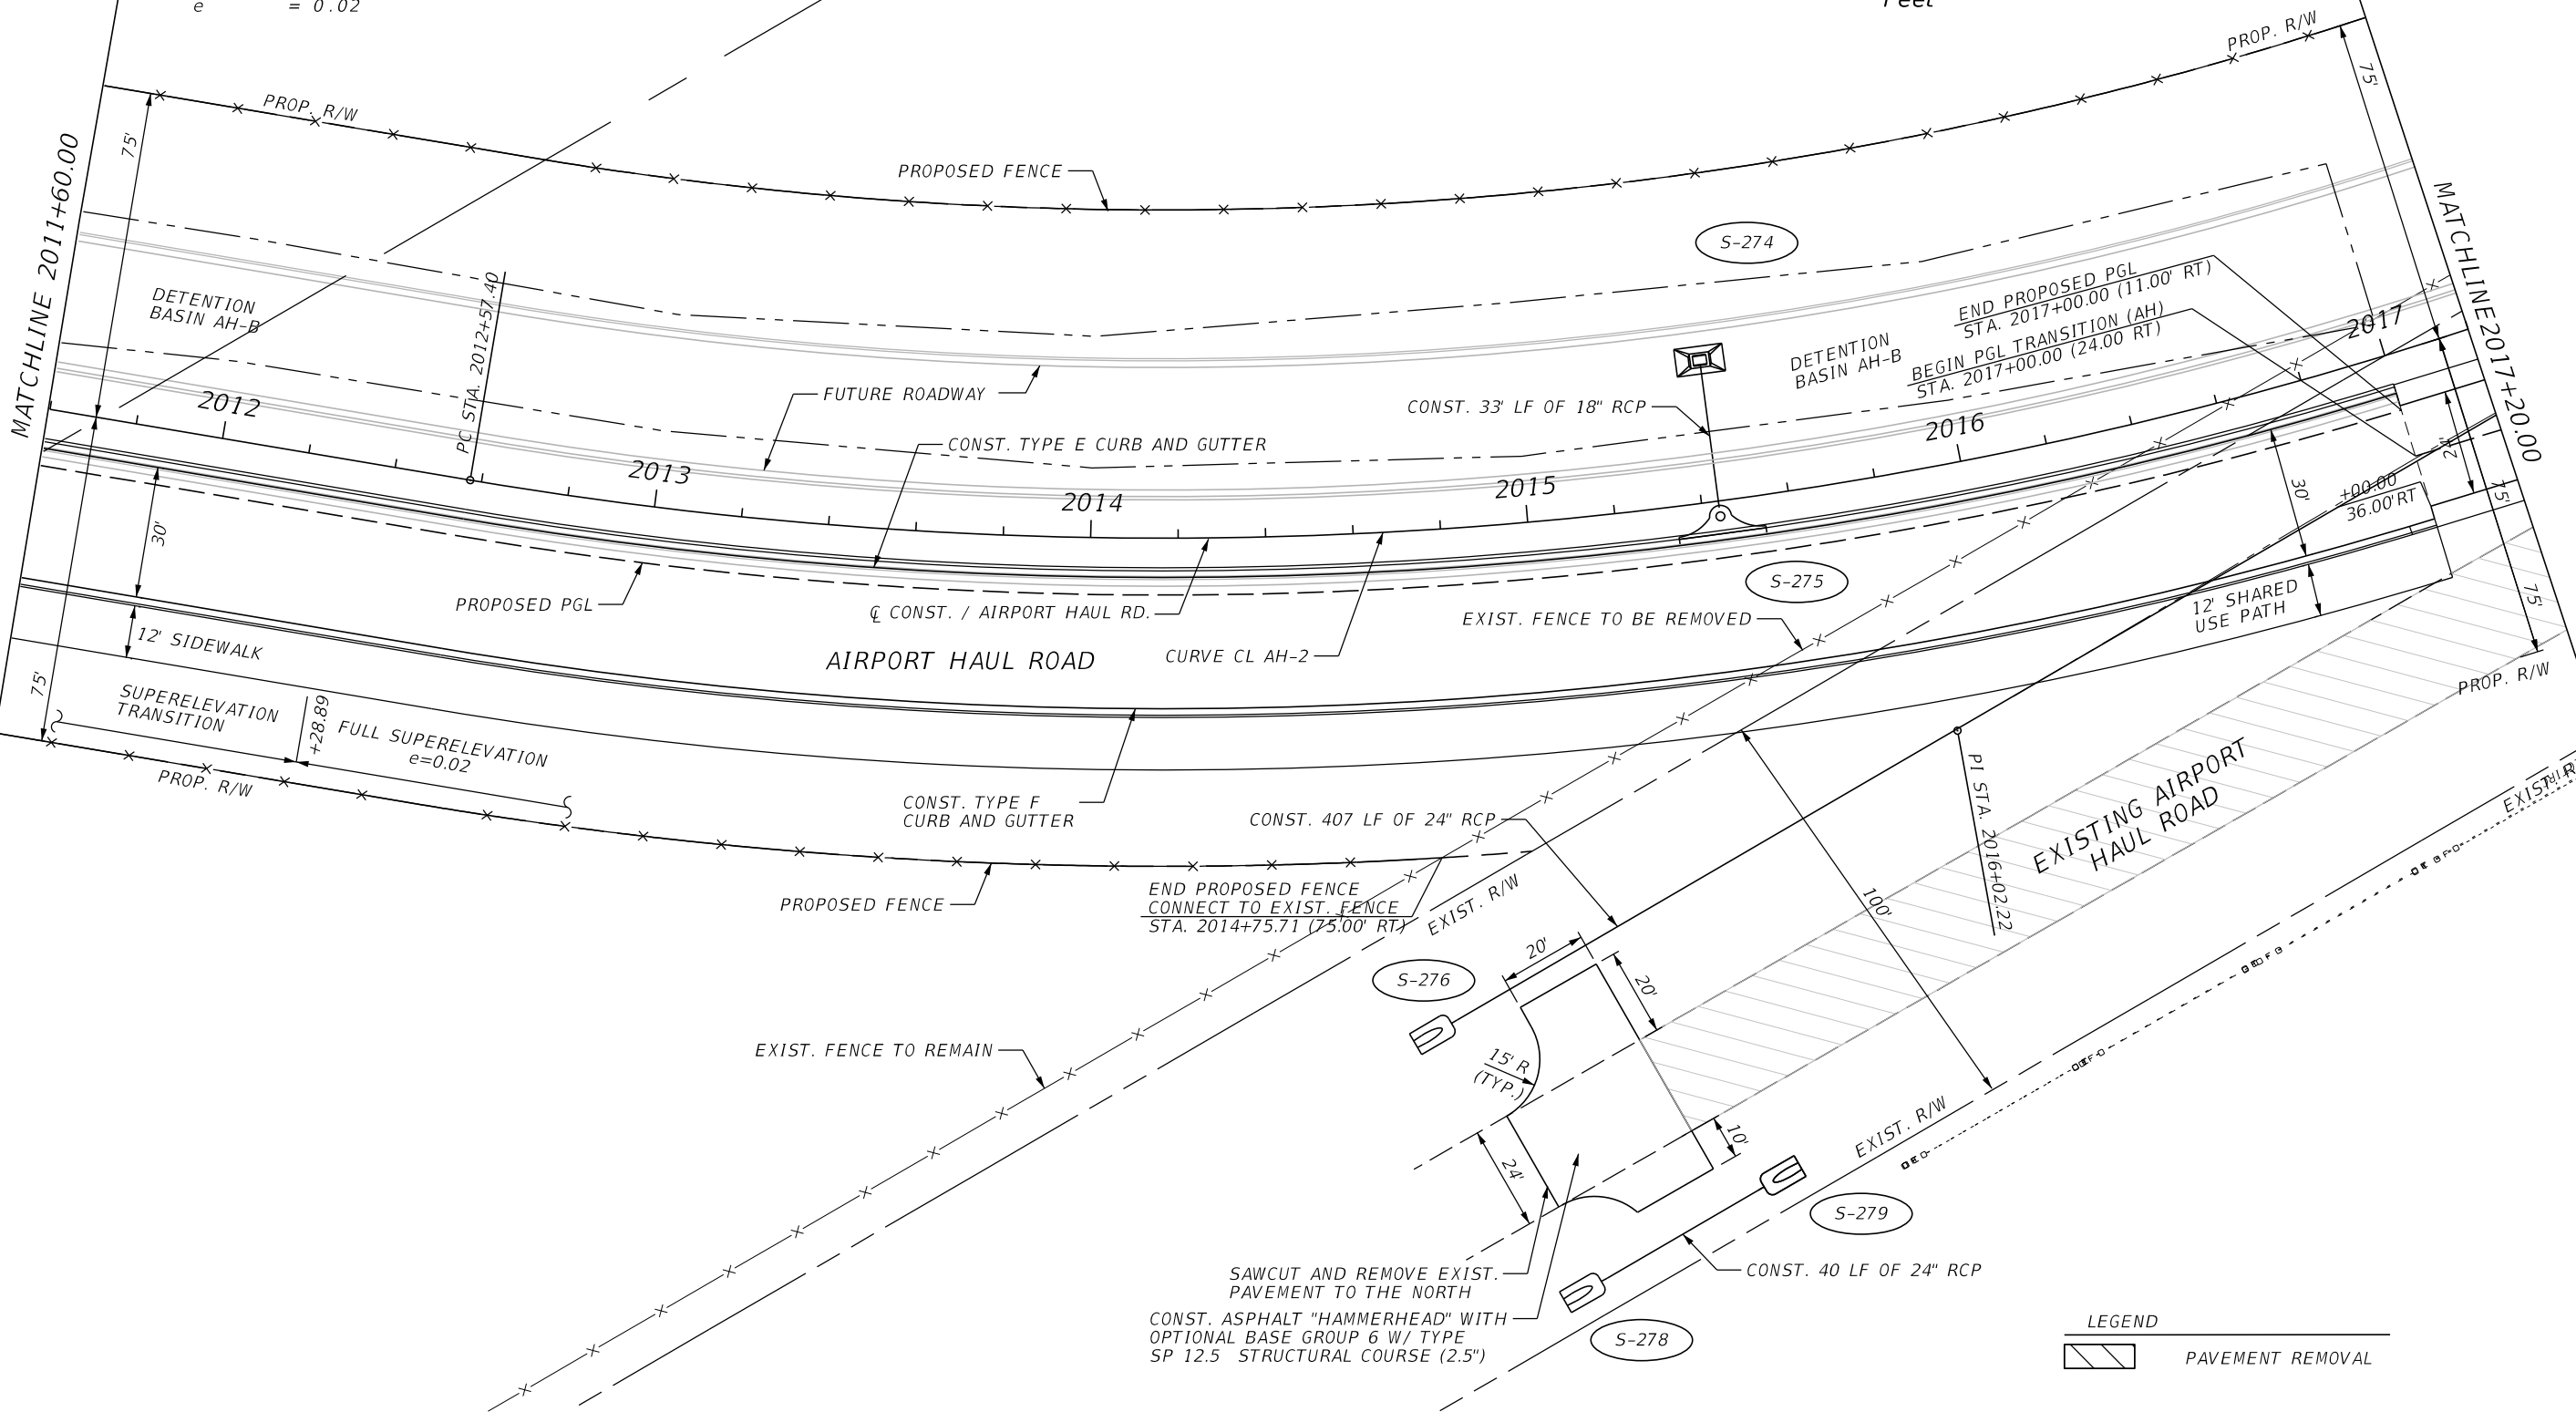 e = 0.02
Feet
PROP. R/W
75'
PROP. R/W
75'
MATCHLINE 2011+60.00
PROPOSED FENCE
S-274
MATCHLINE2017+20.00
DETENTION
BASIN AH-B
PC STA. 2012+57.40
END PROPOSED PGL
STA. 2017+00.00 (11.00' RT)
BEGIN PGL TRANSITION (AH)
STA. 2017+00.00 (24.00 RT)
DETENTION
BASIN AH-B
2017
FUTURE ROADWAY
CONST. 33' LF OF 18" RCP
CONST. TYPE E CURB AND GUTTER
2012
2013
2014
2015
2016
30'
30'
+00.00
36.00'RT
75'
PROPOSED PGL
℄ CONST. / AIRPORT HAUL RD.
S-275
EXIST. FENCE TO BE REMOVED
12' SHARED
USE PATH
75'
12' SIDEWALK
AIRPORT HAUL ROAD
CURVE CL AH-2
PROP. R/W
75'
SUPERELEVATION
TRANSITION
+28.89
FULL SUPERELEVATION
e=0.02
PROP. R/W
CONST. TYPE F
CURB AND GUTTER
CONST. 407 LF OF 24" RCP
PI STA. 2016+02.22
EXISTING AIRPORT
HAUL ROAD
PROPOSED FENCE
END PROPOSED FENCE
CONNECT TO EXIST. FENCE
STA. 2014+75.71 (75.00' RT)
EXIST. R/W
100'
S-276
20'
20'
EXIST. FENCE TO REMAIN
15' R
(TYP.)
24'
10'
EXIST. R/W
S-279
SAWCUT AND REMOVE EXIST.
PAVEMENT TO THE NORTH
CONST. 40 LF OF 24" RCP
CONST. ASPHALT "HAMMERHEAD" WITH
OPTIONAL BASE GROUP 6 W/ TYPE
SP 12.5 STRUCTURAL COURSE (2.5")
S-278
LEGEND
PAVEMENT REMOVAL